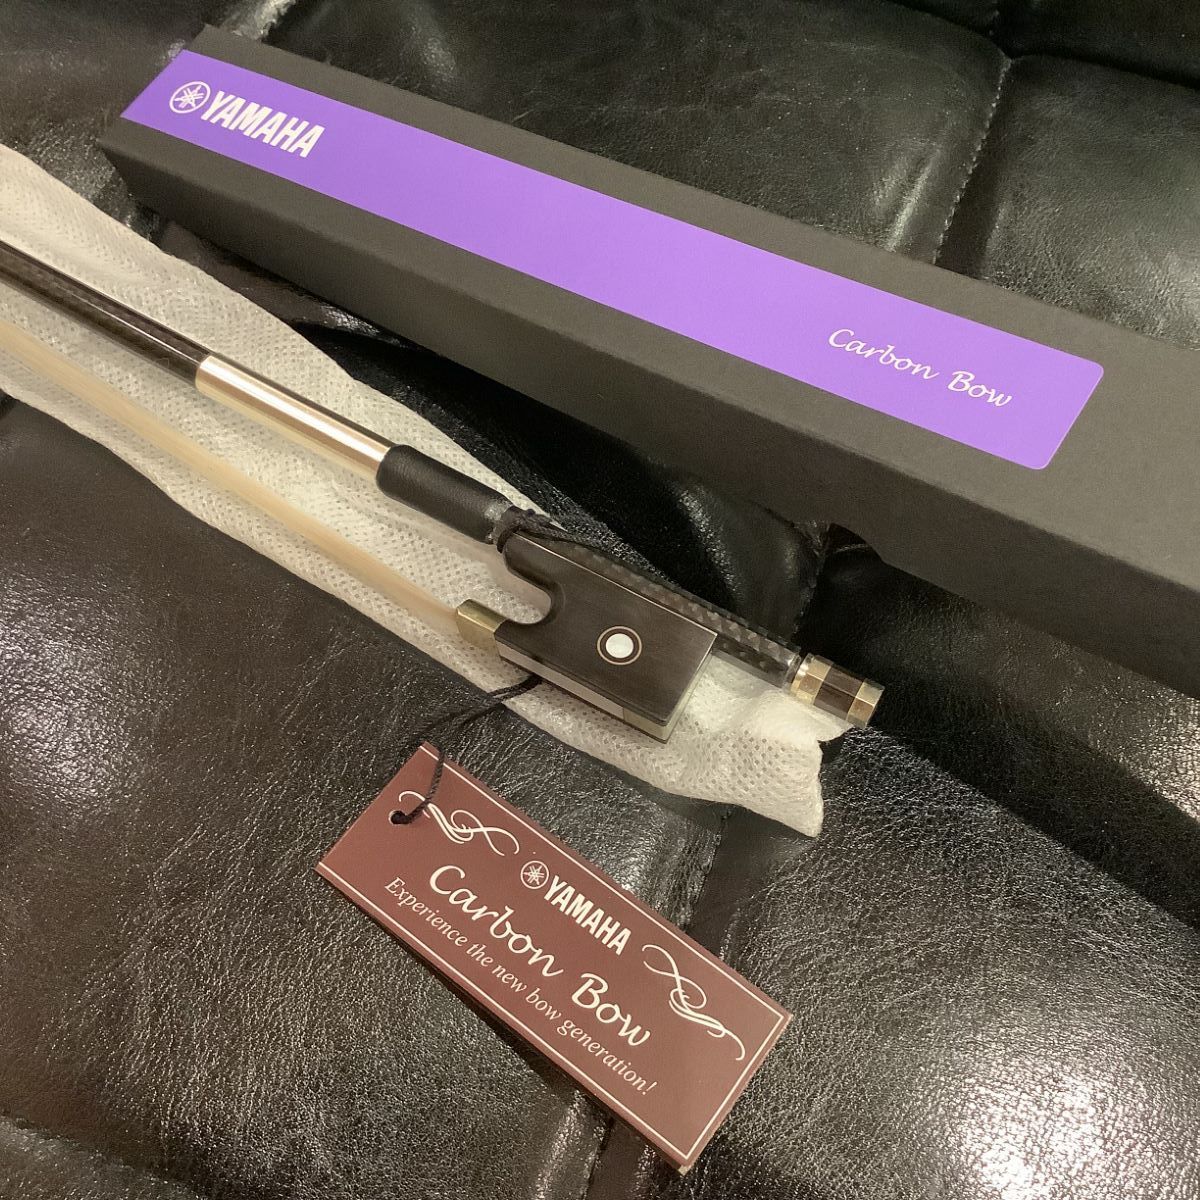 YAMAHA
Carbon Bow
YAMAHA
Carbon Bow
Experience the new bow generation!